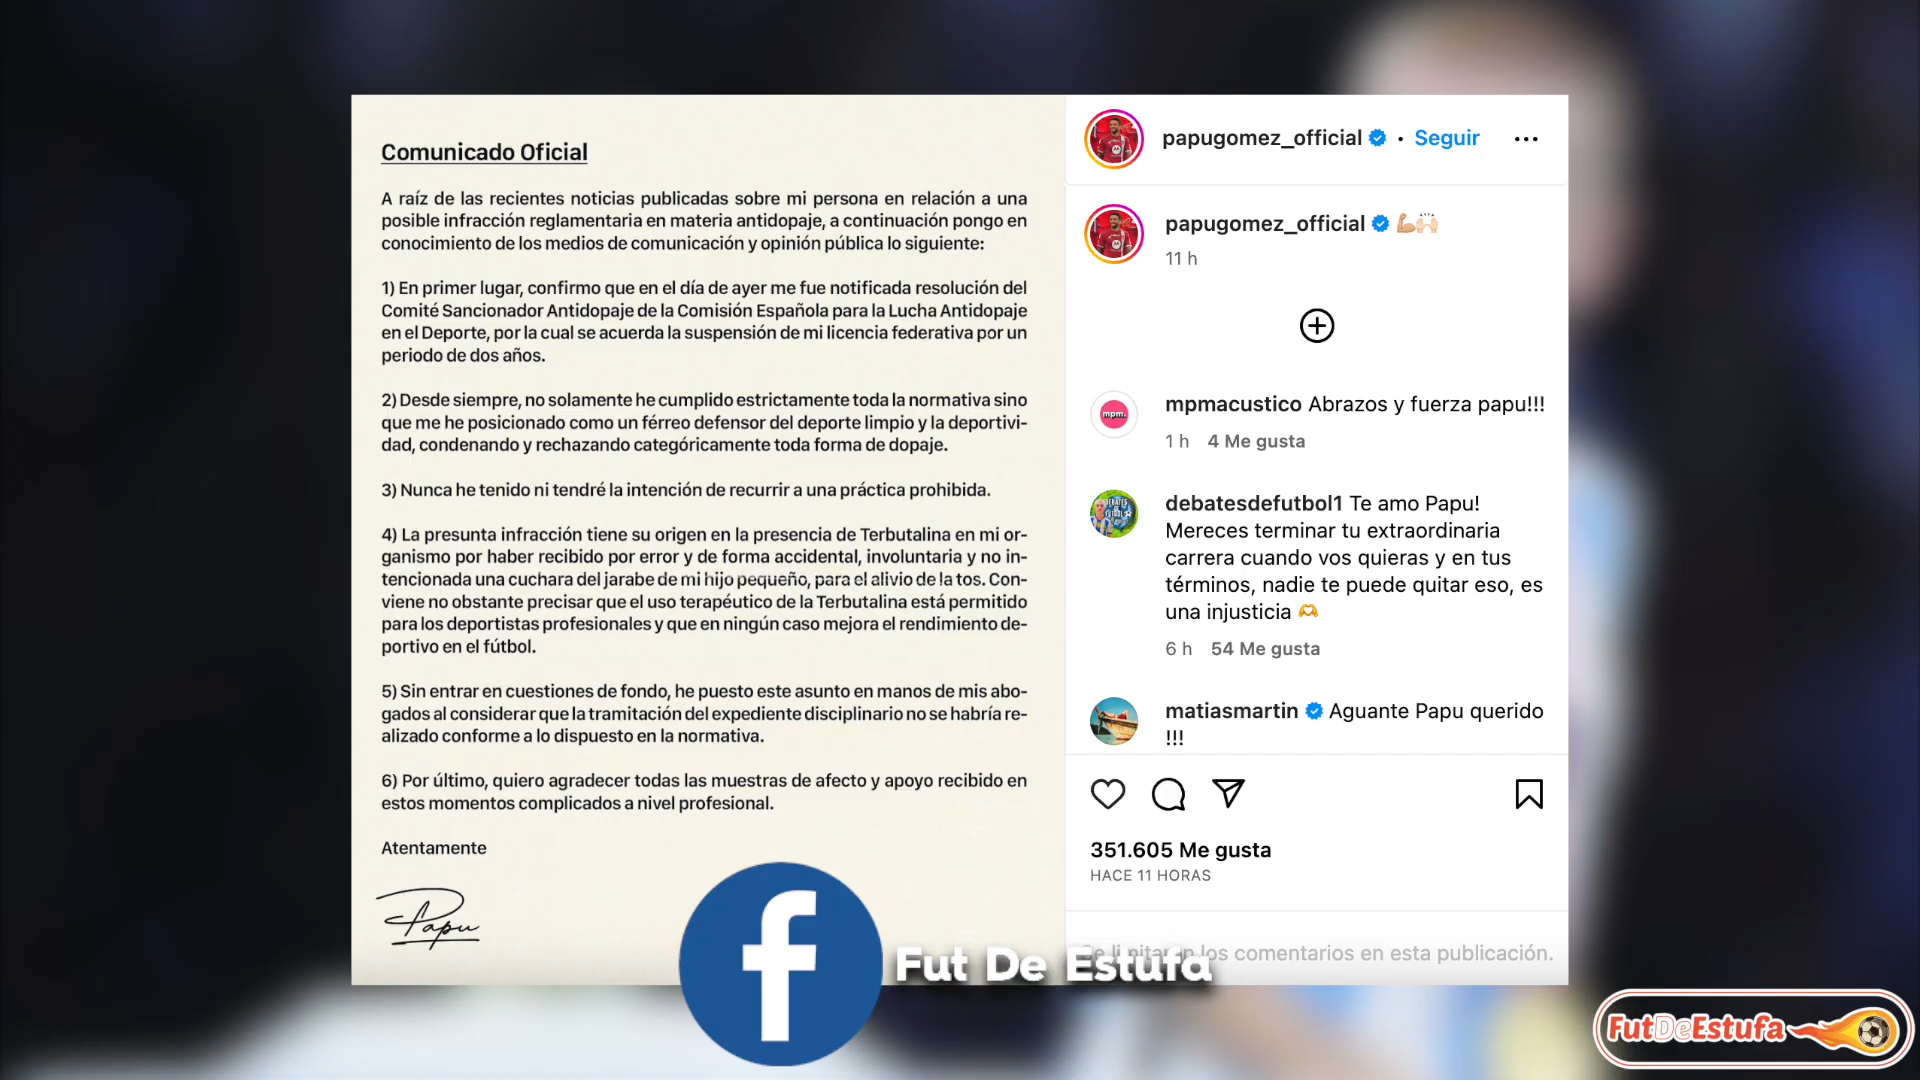 Comunicado Oficial
A raíz de las recientes noticias publicadas sobre mi persona en relación a una
posible infracción reglamentaria en materia antidopaje, a continuación pongo en
conocimiento de los medios de comunicación y opinión pública lo siguiente:
1) En primer lugar, confirmo que en el día de ayer me fue notificada resolución del
Comité Sancionador Antidopaje de la Comisión Española para la Lucha Antidopaje
en el Deporte, por la cual se acuerda la suspensión de mi licencia federativa por un
periodo de dos años.
2) Desde siempre, no solamente he cumplido estrictamente toda la normativa sino
que me he posicionado como un férreo defensor del deporte limpio y la deportivi-
dad, condenando y rechazando categóricamente toda forma de dopaje.
3) Nunca he tenido ni tendré la intención de recurrir a una práctica prohibida.
4) La presunta infracción tiene su origen en la presencia de Terbutalina en mi or-
ganismo por haber recibido por error y de forma accidental, involuntaria y no in-
tencionada una cuchara del jarabe de mi hijo pequeño, para el alivio de la tos. Con-
viene no obstante precisar que el uso terapéutico de la Terbutalina está permitido
para los deportistas profesionales y que en ningún caso mejora el rendimiento de-
portivo en el fútbol.
5) Sin entrar en cuestiones de fondo, he puesto este asunto en manos de mis abo-
gados al considerar que la tramitación del expediente disciplinario no se habría re-
alizado conforme a lo dispuesto en la normativa.
6) Por último, quiero agradecer todas las muestras de afecto y apoyo recibido en
estos momentos complicados a nivel profesional.
Atentamente
Papu
papugomez_official • Seguir
papugomez_official 💪🏼🙌🏻
11 h
mpm.
mpmacustico Abrazos y fuerza papu!!!
1 h 4 Me gusta
debatesdefutbol1 Te amo Papu!
Mereces terminar tu extraordinaria
carrera cuando vos quieras y en tus
términos, nadie te puede quitar eso, es
una injusticia 🫶
6 h 54 Me gusta
matiasmartin Aguante Papu querido
!!!
351.605 Me gusta
HACE 11 HORAS
los comentarios en esta publicación.
f Fut De Estufa
FutDeEstufa